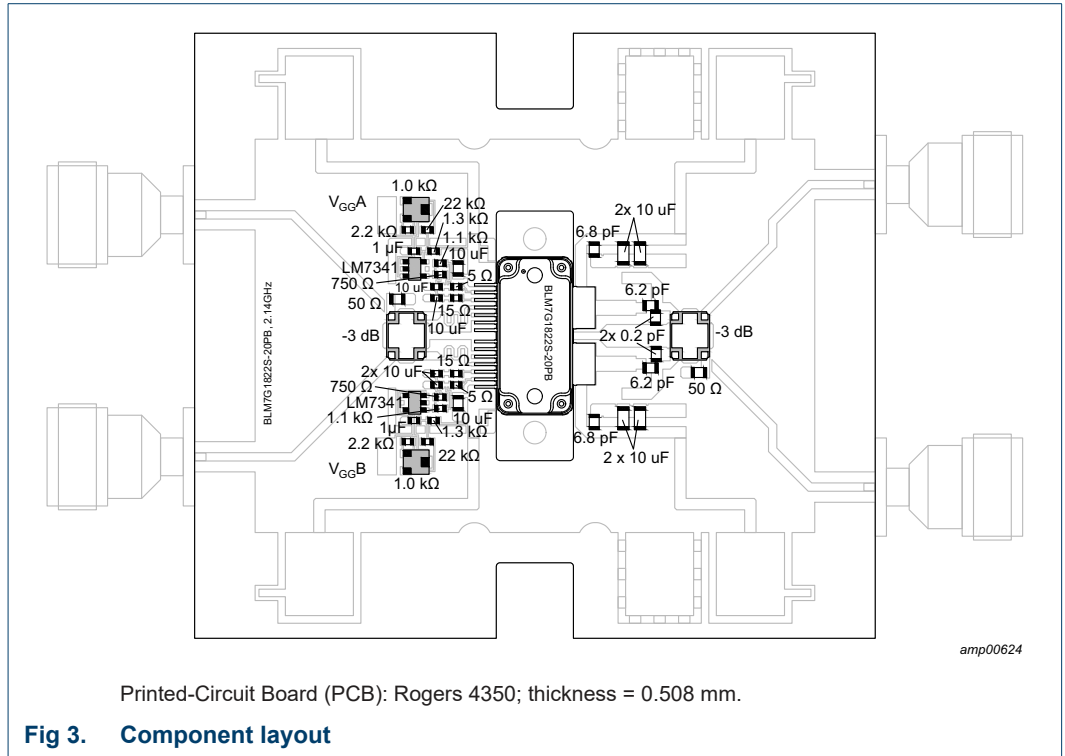 1.0 kΩ
VGGA
2.2 kΩ
22 kΩ
1.3 kΩ
1 µF
1.1 kΩ
10 uF
LM7341
750 Ω
10 uF
5 Ω
50 Ω
15 Ω
10 uF
-3 dB
6.8 pF
2x 10 uF
6.2 pF
2x 0.2 pF
-3 dB
6.2 pF
50 Ω
BLM7G1822S-20PB, 2.14GHz
BLM7G1822S-20PB
15 Ω
2x 10 uF
750 Ω
5 Ω
LM7341
1.1 kΩ
10 uF
1µF
1.3 kΩ
2.2 kΩ
22 kΩ
VGGB
1.0 kΩ
6.8 pF
2 x 10 uF
amp00624
Printed-Circuit Board (PCB): Rogers 4350; thickness = 0.508 mm.
Fig 3. Component layout